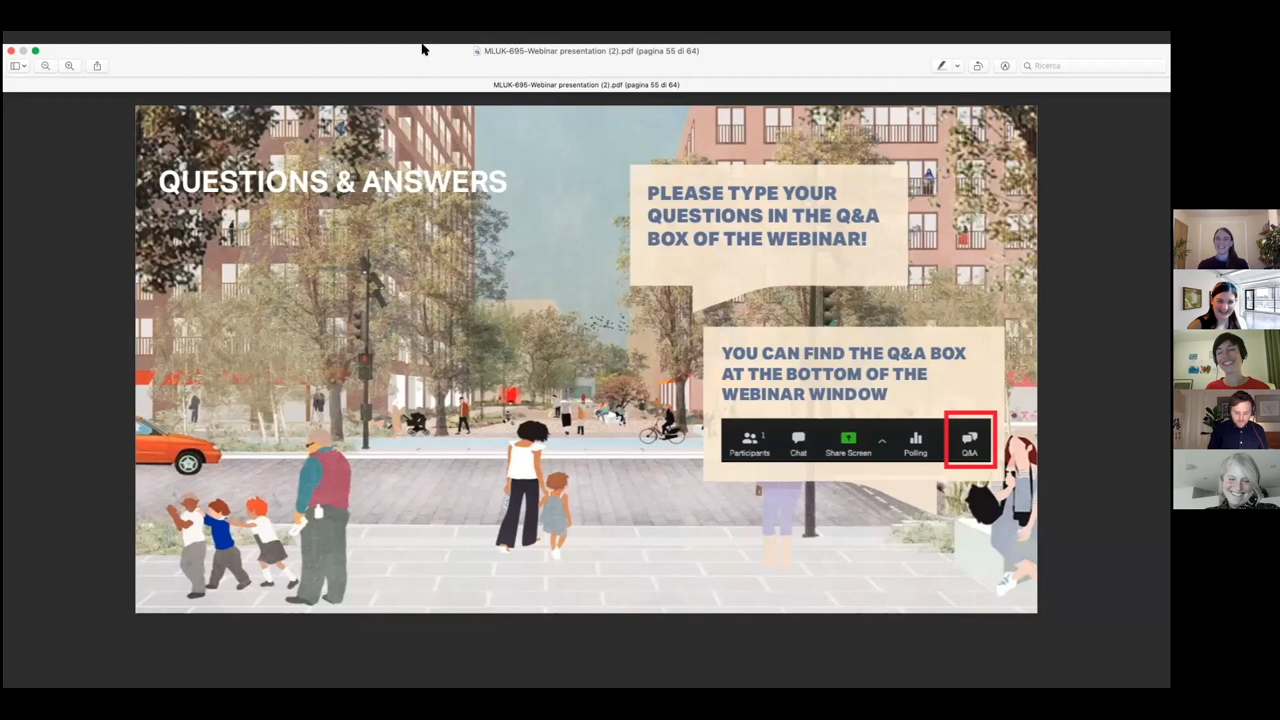 MLUK-695-Webinar presentation (2).pdf (pagina 55 di 64)
Ricerca
MLUK-695-Webinar presentation (2).pdf (pagina 55 di 64)
QUESTIONS & ANSWERS
PLEASE TYPE YOUR
QUESTIONS IN THE Q&A
BOX OF THE WEBINAR!
YOU CAN FIND THE Q&A BOX
AT THE BOTTOM OF THE
WEBINAR WINDOW
1
Participants
Chat
Share Screen
Polling
Q&A